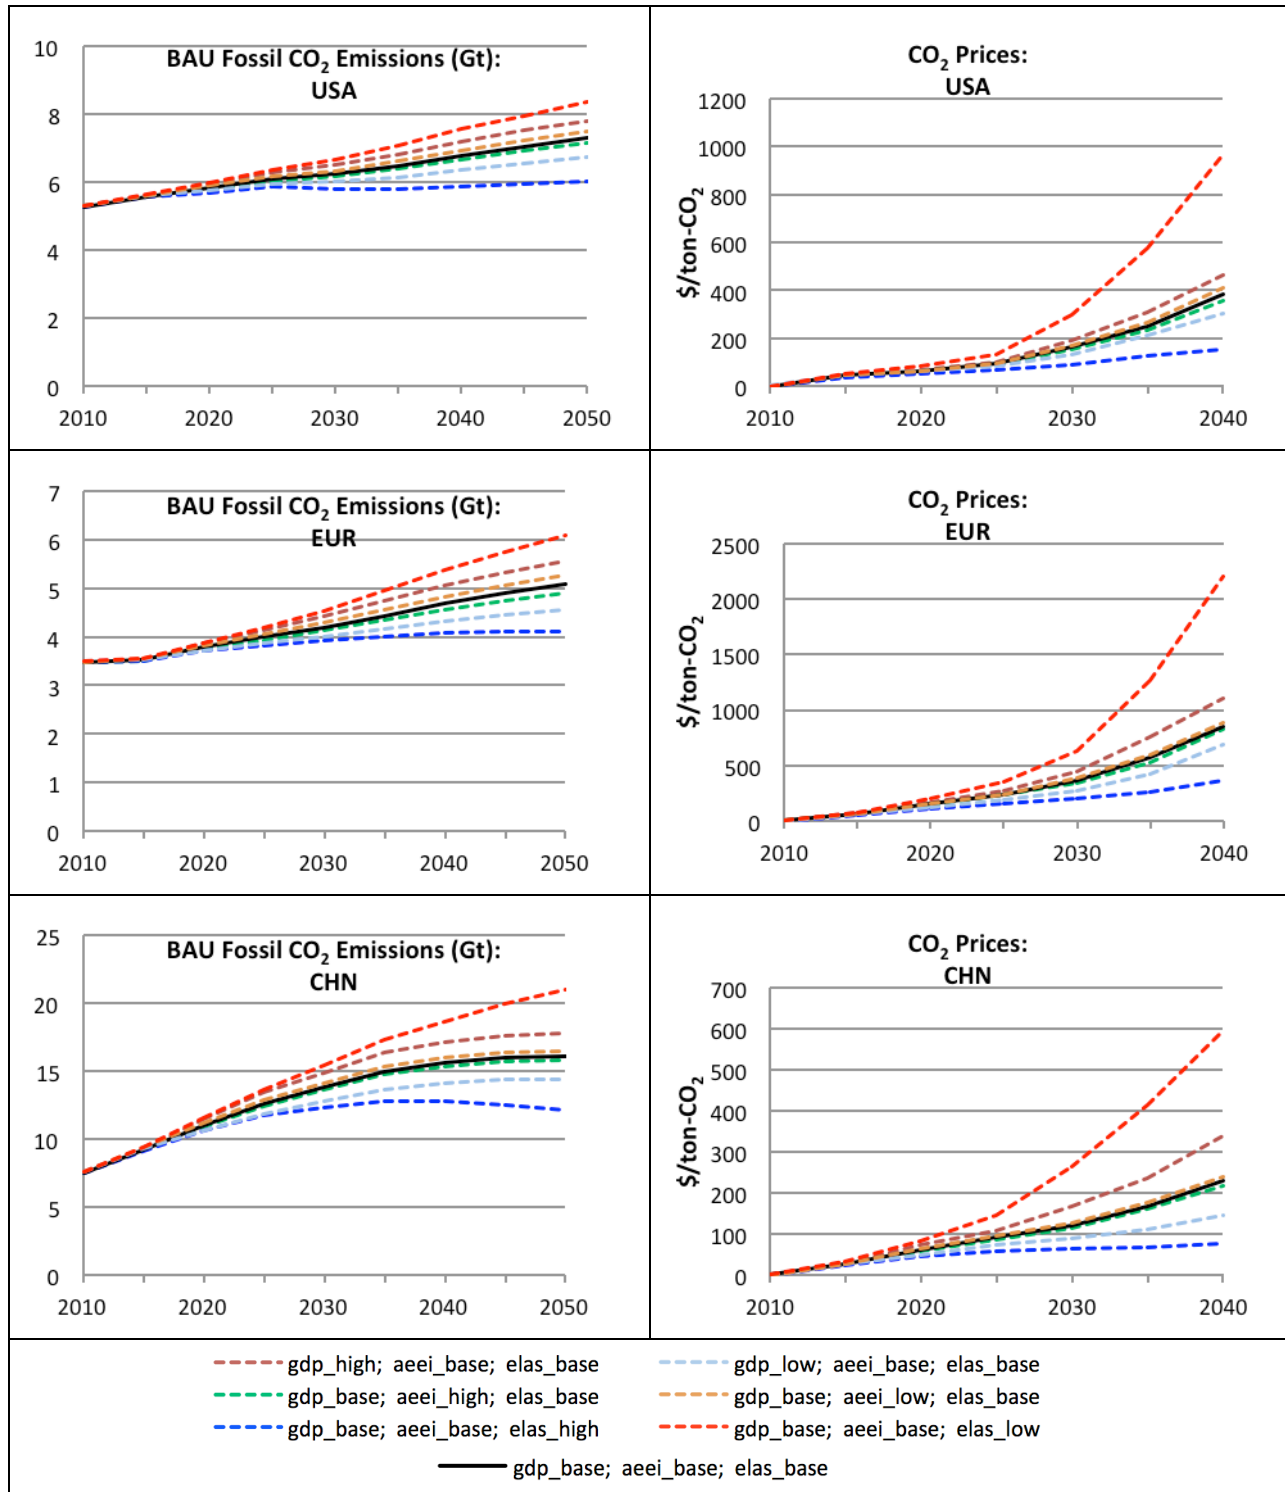 BAU Fossil CO₂ Emissions (Gt):
USA
10
8
6
4
2
0
2010 2020 2030 2040 2050
CO₂ Prices:
USA
$/ton-CO₂
1200
1000
800
600
400
200
0
2010 2020 2030 2040
BAU Fossil CO₂ Emissions (Gt):
EUR
7
6
5
4
3
2
1
0
2010 2020 2030 2040 2050
CO₂ Prices:
EUR
$/ton-CO₂
2500
2000
1500
1000
500
0
2010 2020 2030 2040
BAU Fossil CO₂ Emissions (Gt):
CHN
25
20
15
10
5
0
2010 2020 2030 2040 2050
CO₂ Prices:
CHN
$/ton-CO₂
700
600
500
400
300
200
100
0
2010 2020 2030 2040
gdp_high; aeei_base; elas_base
gdp_low; aeei_base; elas_base
gdp_base; aeei_high; elas_base
gdp_base; aeei_low; elas_base
gdp_base; aeei_base; elas_high
gdp_base; aeei_base; elas_low
gdp_base; aeei_base; elas_base